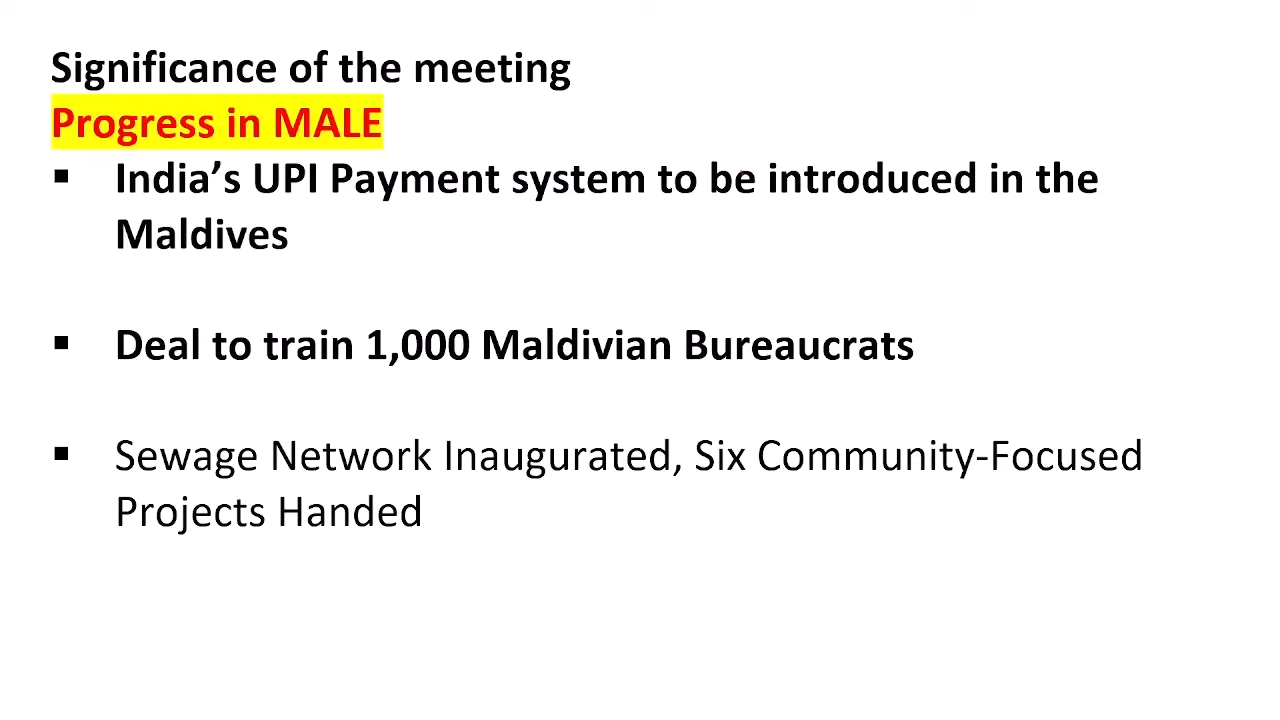 Significance of the meeting
Progress in MALE
▪ India’s UPI Payment system to be introduced in the
Maldives
▪ Deal to train 1,000 Maldivian Bureaucrats
▪ Sewage Network Inaugurated, Six Community-Focused
Projects Handed